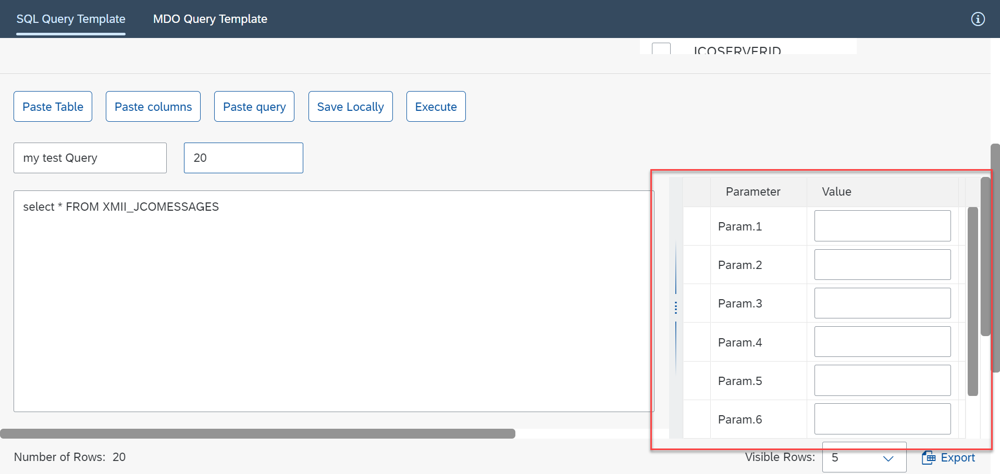 SQL Query Template MDO Query Template
JCOSERVERID
Paste Table Paste columns Paste query Save Locally Execute
my test Query 20
select * FROM XMII_JCOMESSAGES
Parameter Value
Param.1
Param.2
Param.3
Param.4
Param.5
Param.6
Number of Rows: 20 Visible Rows: 5 Export